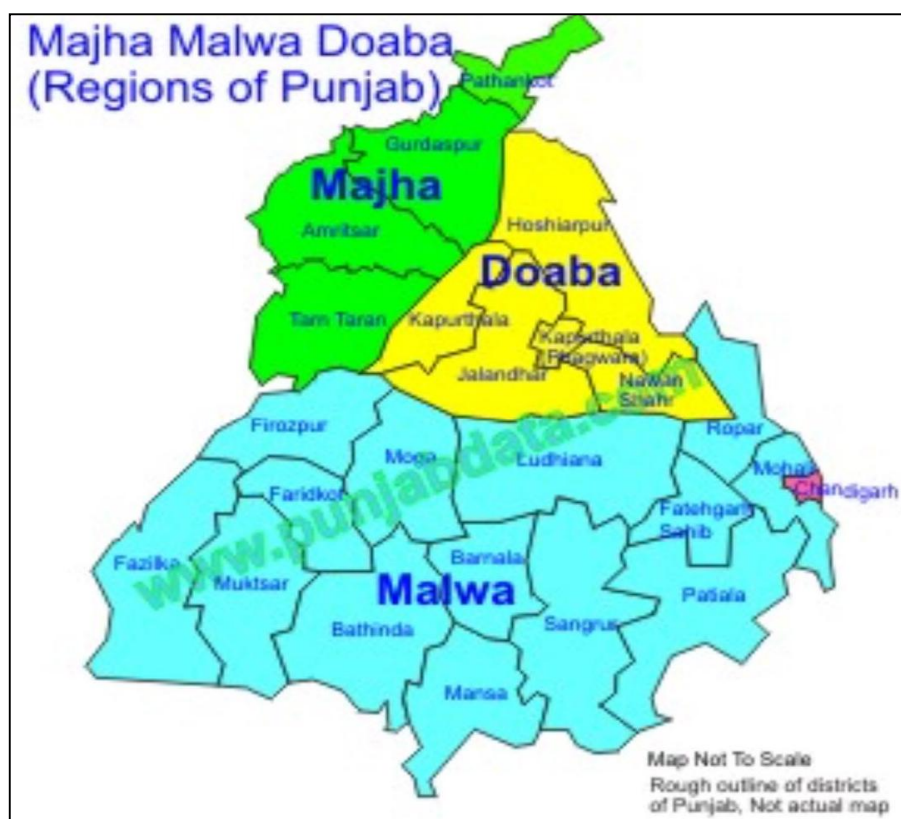 Majha Malwa Doaba
(Regions of Punjab)
Pathankot
Gurdaspur
Majha
Amritsar
Hoshiarpur
Doaba
Tarn Taran
Kapurthala
Kapurthala
(Phagwara)
Jalandhar
Nawan
Shahr
Firozpur
Moga
Ludhiana
Ropar
Mohali
Chandigarh
Faridkot
Fatehgarh
Sahib
Fazilka
Muktsar
Barnala
Malwa
Bathinda
Sangrur
Patiala
Mansa
www.punjabdata.com
Map Not To Scale
Rough outline of districts
of Punjab, Not actual map